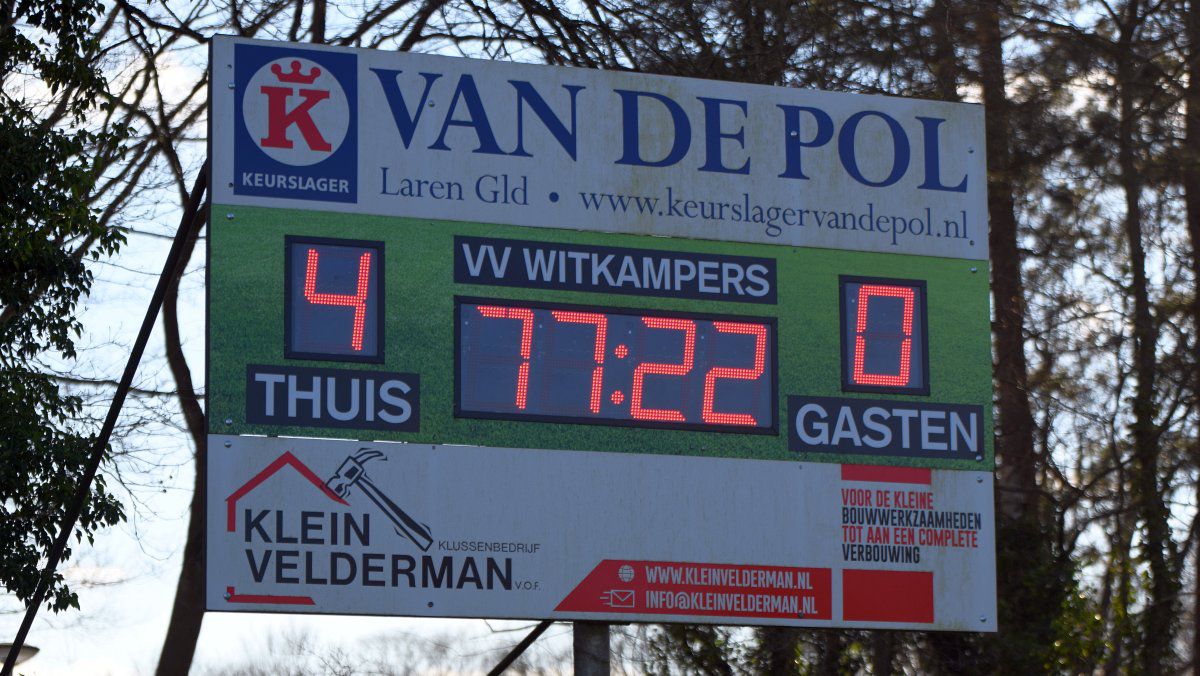 K
KEURSLAGER
VAN DE POL
Laren Gld • www.keurslagervandepol.nl
4
VV WITKAMPERS
77:22
0
THUIS
GASTEN
KLEIN
KLUSSENBEDRIJF
VELDERMAN V.O.F.
VOOR DE KLEINE
BOUWWERKZAAMHEDEN
TOT AAN EEN COMPLETE
VERBOUWING
WWW.KLEINVELDERMAN.NL
INFO@KLEINVELDERMAN.NL